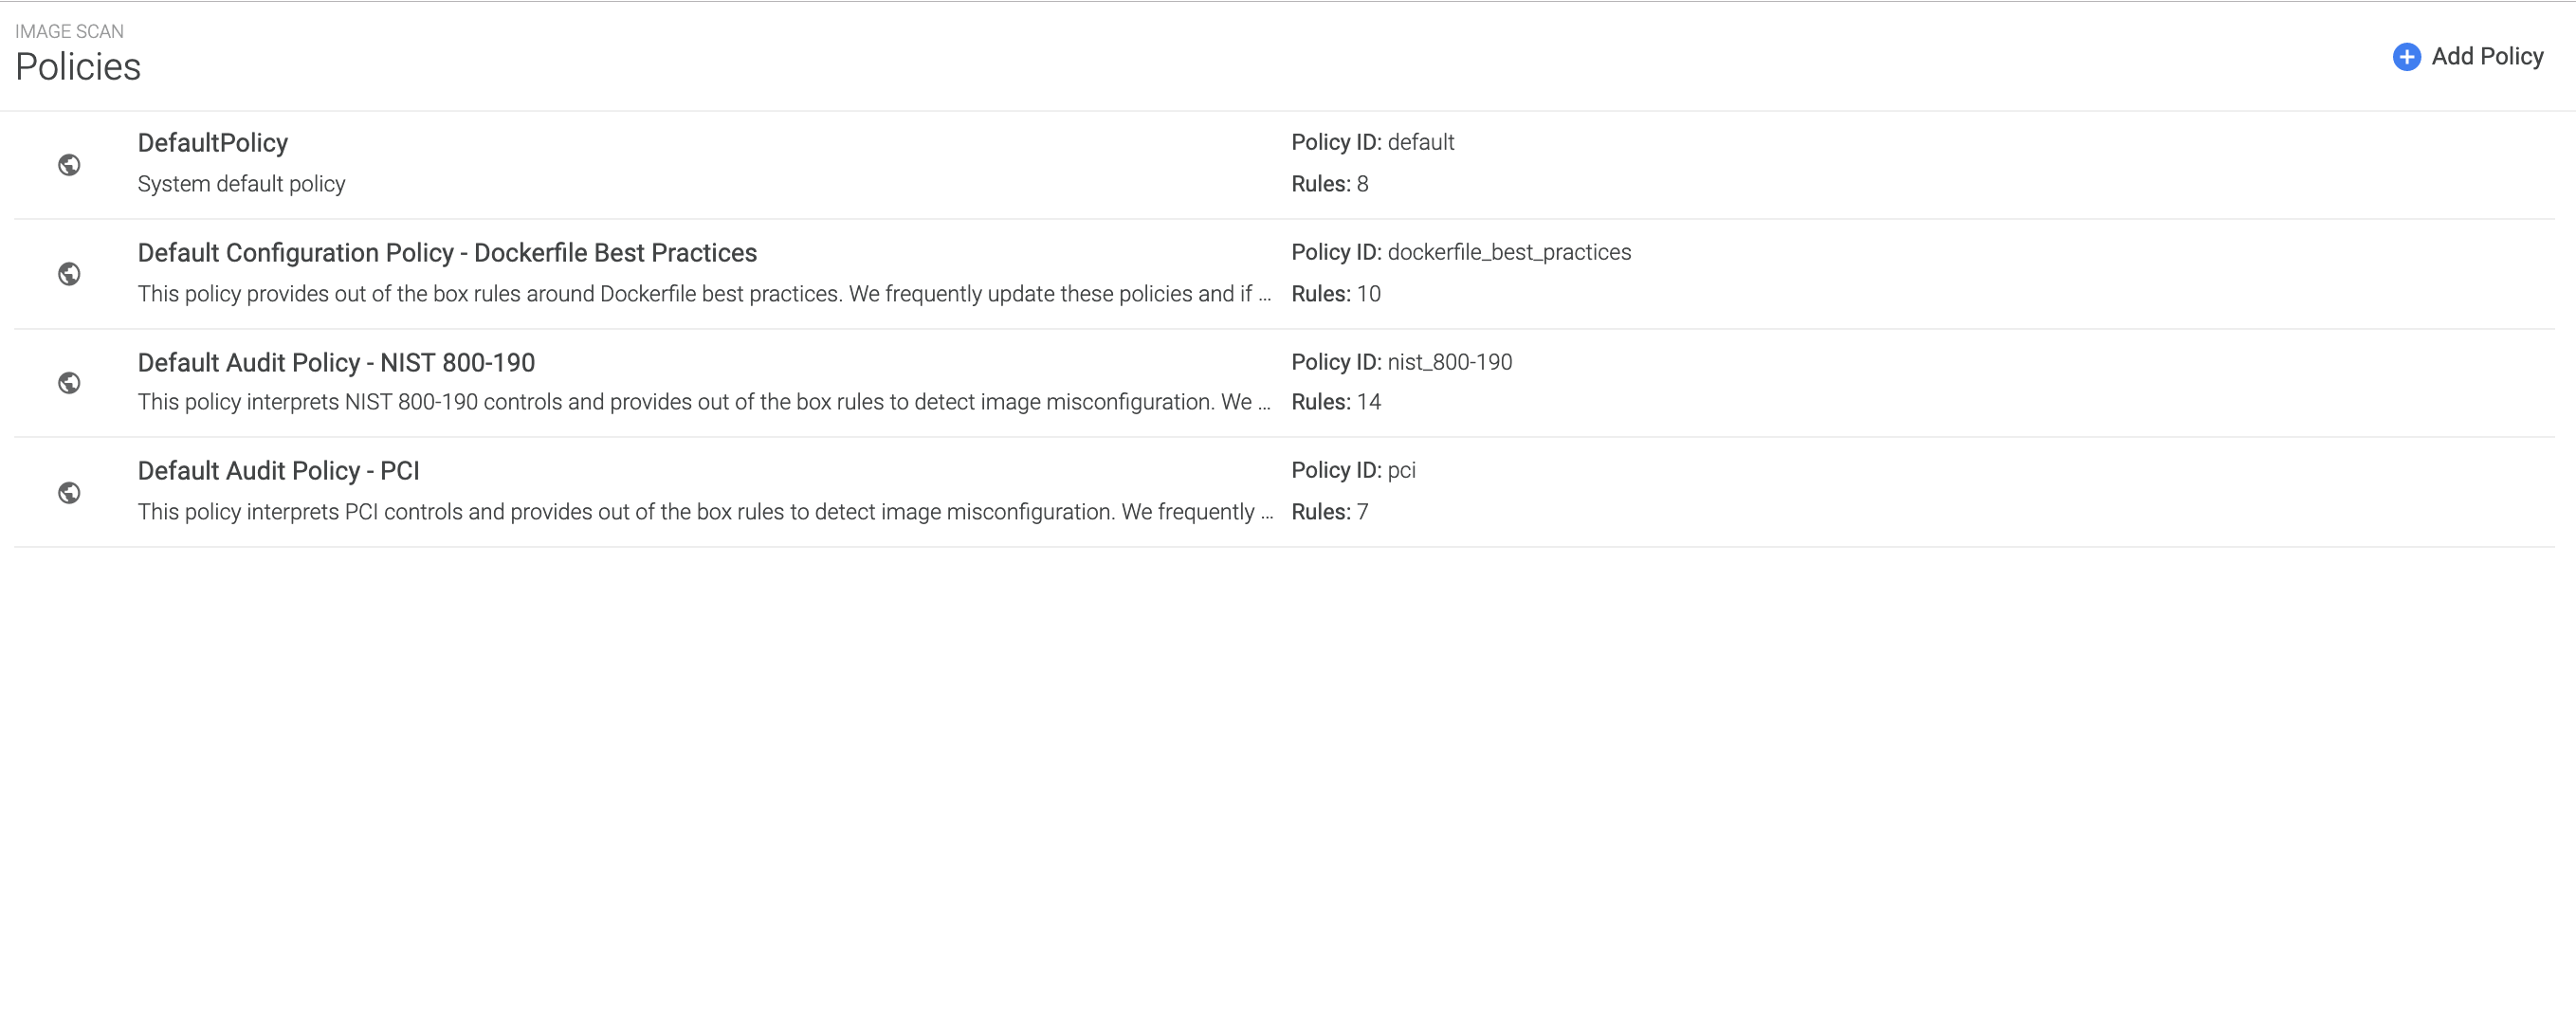 IMAGE SCAN
Policies
Add Policy
DefaultPolicy
Policy ID: default
System default policy
Rules: 8
Default Configuration Policy - Dockerfile Best Practices
Policy ID: dockerfile_best_practices
This policy provides out of the box rules around Dockerfile best practices. We frequently update these policies and if ...
Rules: 10
Default Audit Policy - NIST 800-190
Policy ID: nist_800-190
This policy interprets NIST 800-190 controls and provides out of the box rules to detect image misconfiguration. We ...
Rules: 14
Default Audit Policy - PCI
Policy ID: pci
This policy interprets PCI controls and provides out of the box rules to detect image misconfiguration. We frequently ...
Rules: 7